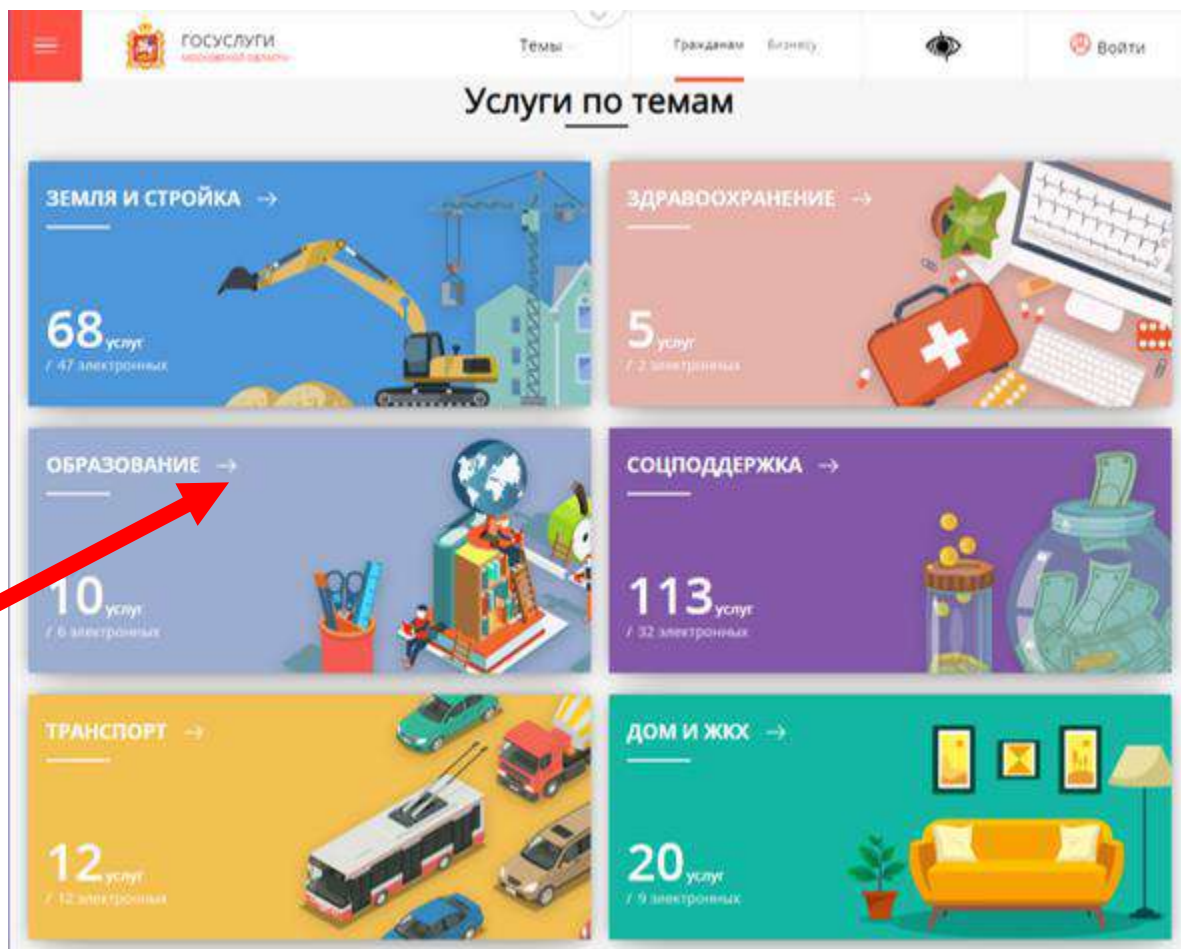 ГОСУСЛУГИ
МОСКОВСКОЙ ОБЛАСТИ
Темы
Гражданам Бизнесу
Войти
Услуги по темам
ЗЕМЛЯ И СТРОЙКА →
68 услуг
/ 47 электронных
ЗДРАВООХРАНЕНИЕ →
5 услуг
/ 2 электронных
ОБРАЗОВАНИЕ →
10 услуг
/ 6 электронных
СОЦПОДДЕРЖКА →
113 услуг
/ 32 электронных
ТРАНСПОРТ →
12 услуг
/ 12 электронных
ДОМ И ЖКХ →
20 услуг
/ 9 электронных